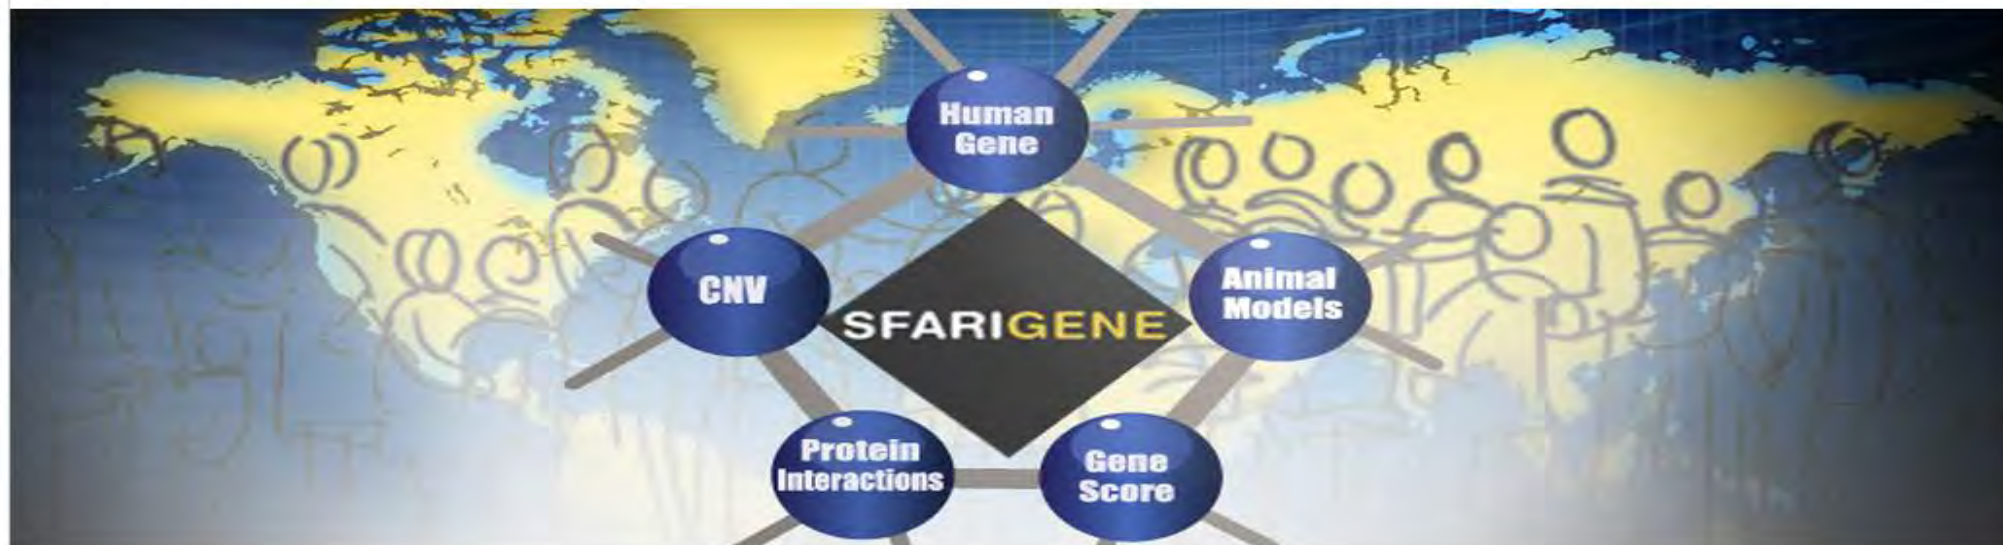 Human
Gene
CNV
SFARIGENE
Animal
Models
Protein
Interactions
Gene
Score